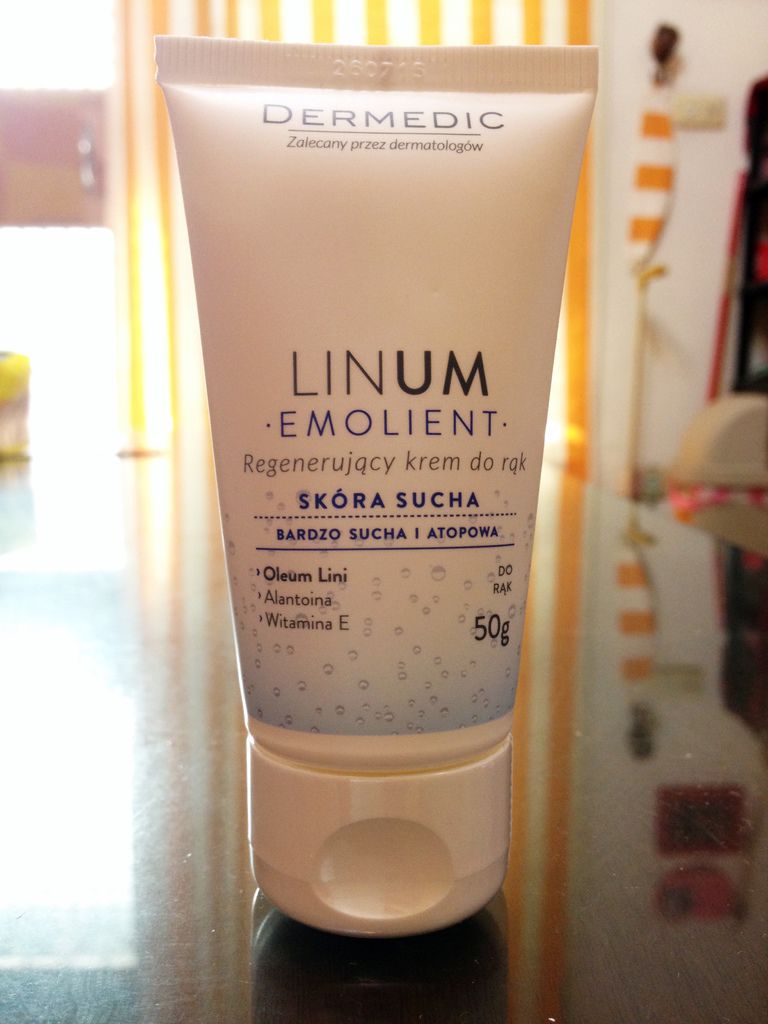 260715
DERMEDIC
Zalecany przez dermatologów
LINUM
·EMOLIENT·
Regenerujący krem do rąk
SKÓRA SUCHA
BARDZO SUCHA I ATOPOWA
› Oleum Lini
› Alantoina
› Witamina E
DO
RĄK
50g